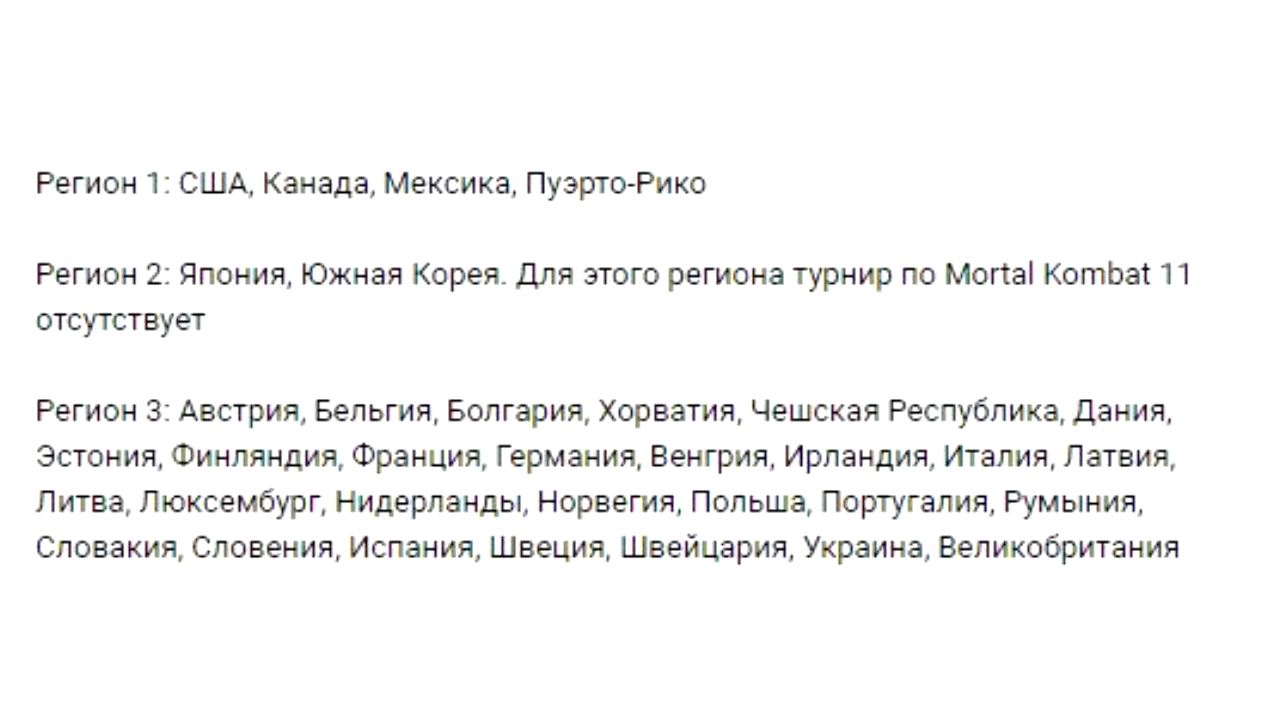 Регион 1: США, Канада, Мексика, Пуэрто-Рико
Регион 2: Япония, Южная Корея. Для этого региона турнир по Mortal Kombat 11
отсутствует
Регион 3: Австрия, Бельгия, Болгария, Хорватия, Чешская Республика, Дания,
Эстония, Финляндия, Франция, Германия, Венгрия, Ирландия, Италия, Латвия,
Литва, Люксембург, Нидерланды, Норвегия, Польша, Португалия, Румыния,
Словакия, Словения, Испания, Швеция, Швейцария, Украина, Великобритания